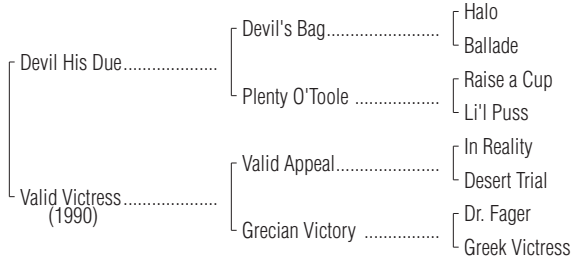 Halo
Devil's Bag
Ballade
Devil His Due
Raise a Cup
Plenty O'Toole
Li'l Puss
In Reality
Valid Appeal
Desert Trial
Valid Victress
(1990)
Dr. Fager
Grecian Victory
Greek Victress